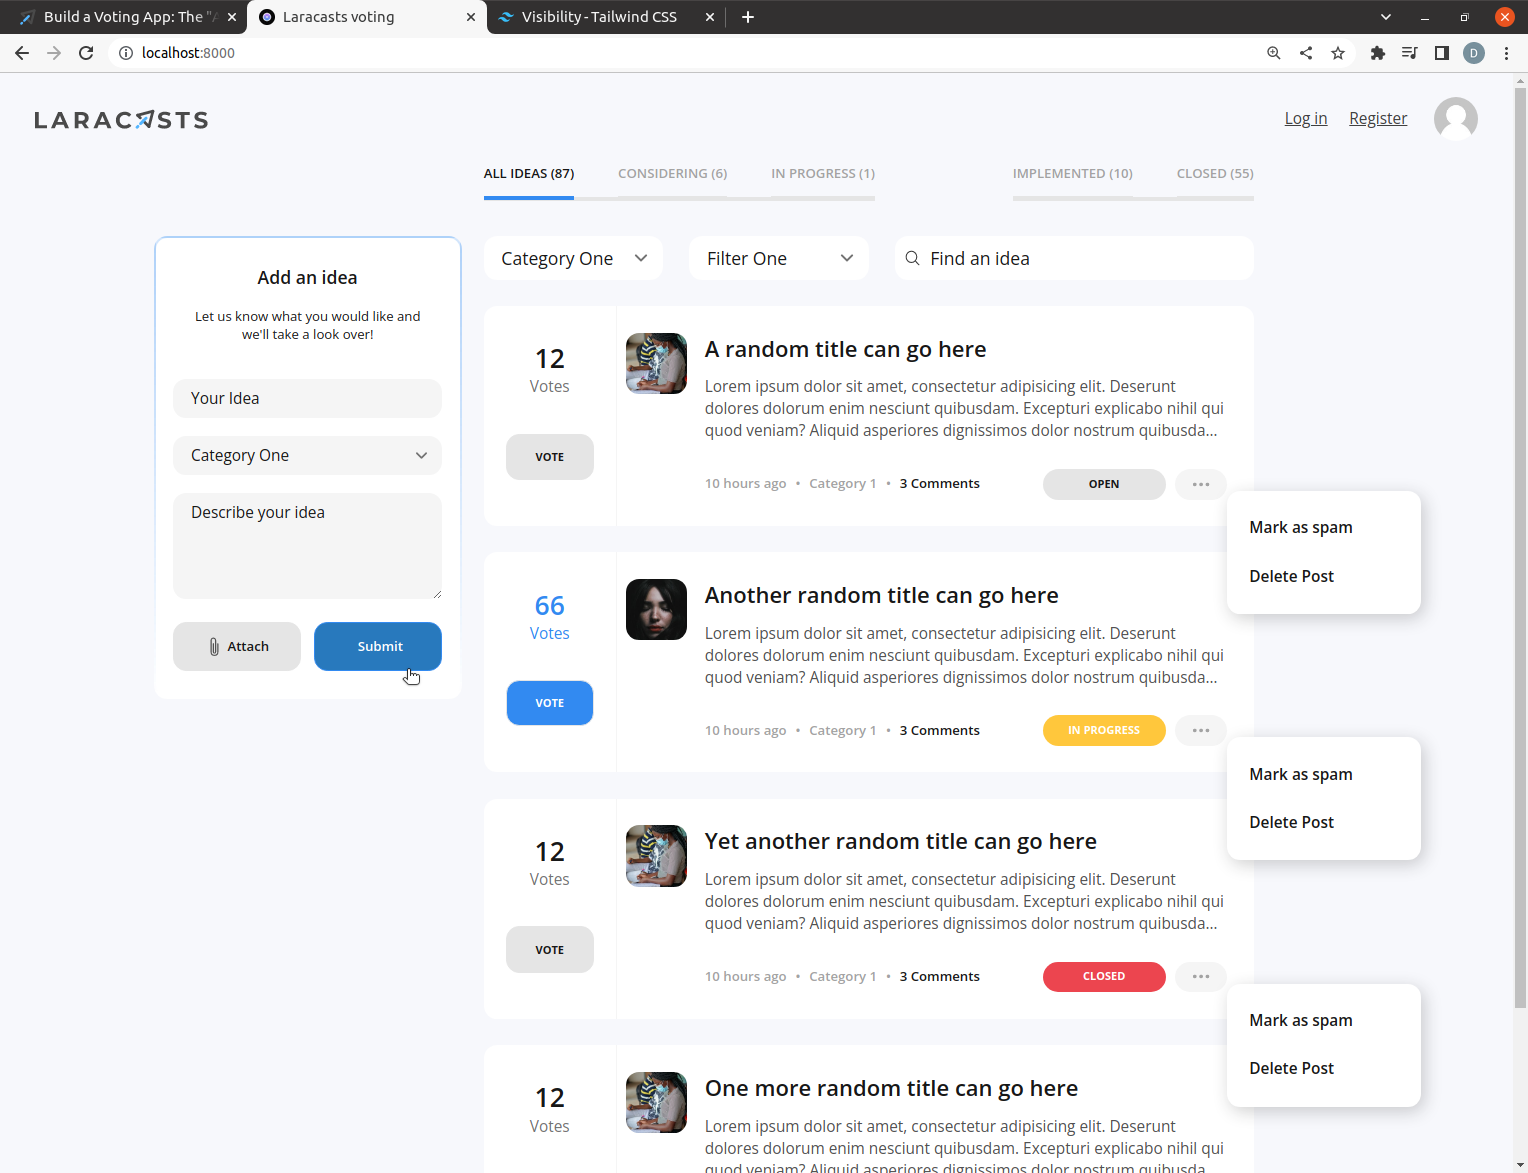 Build a Voting App: The "A
Laracasts voting
Visibility - Tailwind CSS
localhost:8000
D
LARACASTS
Log in
Register
ALL IDEAS (87)
CONSIDERING (6)
IN PROGRESS (1)
IMPLEMENTED (10)
CLOSED (55)
Add an idea
Let us know what you would like and
we'll take a look over!
Your Idea
Category One
Describe your idea
Attach
Submit
Category One
Filter One
Find an idea
12
Votes
VOTE
A random title can go here
Lorem ipsum dolor sit amet, consectetur adipisicing elit. Deserunt
dolores dolorum enim nesciunt quibusdam. Excepturi explicabo nihil qui
quod veniam? Aliquid asperiores dignissimos dolor nostrum quibusda...
10 hours ago • Category 1 • 3 Comments
OPEN
Mark as spam
Delete Post
66
Votes
VOTE
Another random title can go here
Lorem ipsum dolor sit amet, consectetur adipisicing elit. Deserunt
dolores dolorum enim nesciunt quibusdam. Excepturi explicabo nihil qui
quod veniam? Aliquid asperiores dignissimos dolor nostrum quibusda...
10 hours ago • Category 1 • 3 Comments
IN PROGRESS
Mark as spam
Delete Post
12
Votes
VOTE
Yet another random title can go here
Lorem ipsum dolor sit amet, consectetur adipisicing elit. Deserunt
dolores dolorum enim nesciunt quibusdam. Excepturi explicabo nihil qui
quod veniam? Aliquid asperiores dignissimos dolor nostrum quibusda...
10 hours ago • Category 1 • 3 Comments
CLOSED
Mark as spam
Delete Post
12
Votes
One more random title can go here
Lorem ipsum dolor sit amet, consectetur adipisicing elit. Deserunt
dolores dolorum enim nesciunt quibusdam. Excepturi explicabo nihil qui
quod veniam? Aliquid asperiores dignissimos dolor nostrum quibusda...